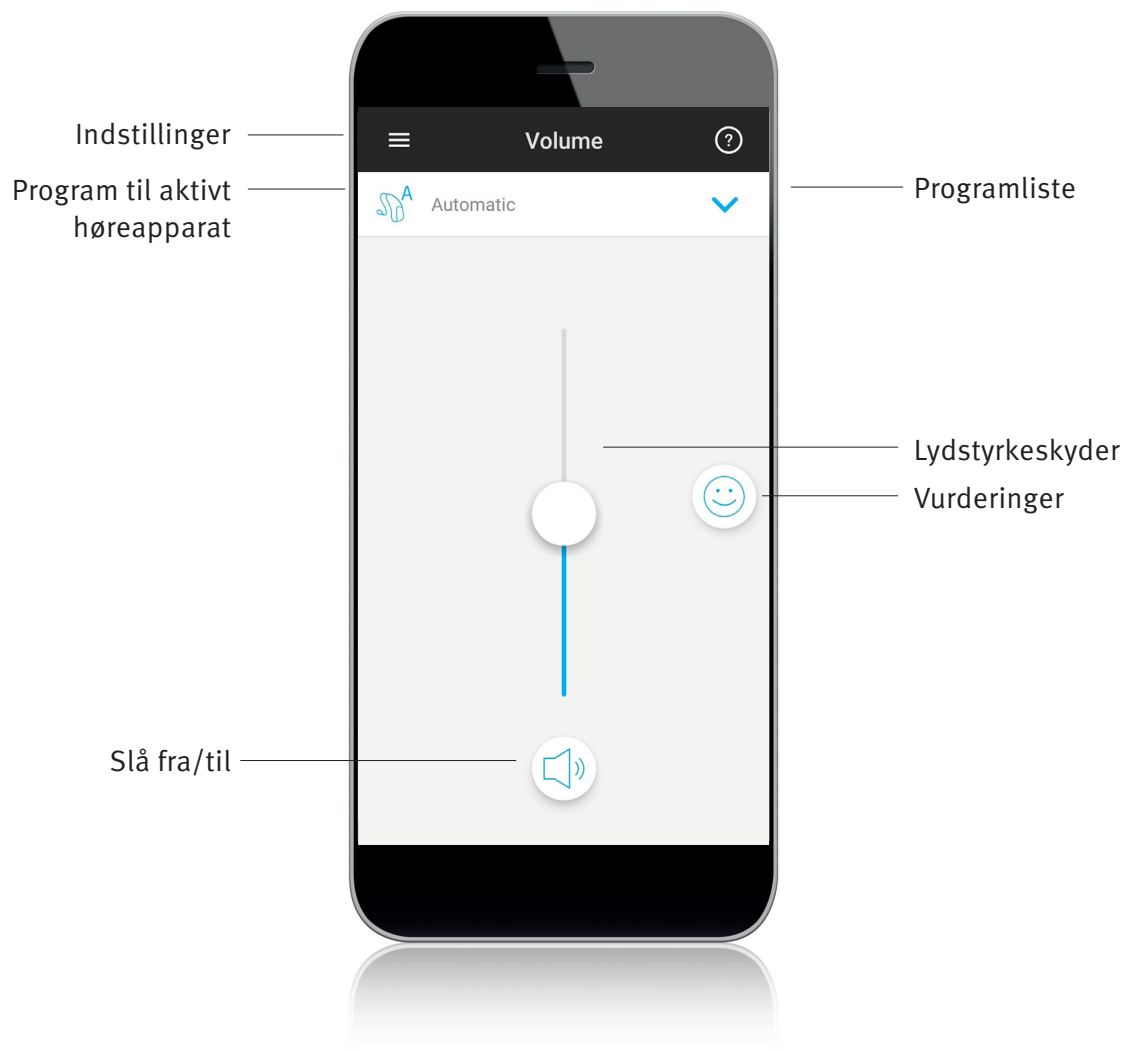 Indstillinger
Program til aktivt
høreapparat
Volume
?
A
Automatic
Programliste
Lydstyrkeskyder
Vurderinger
Slå fra/til